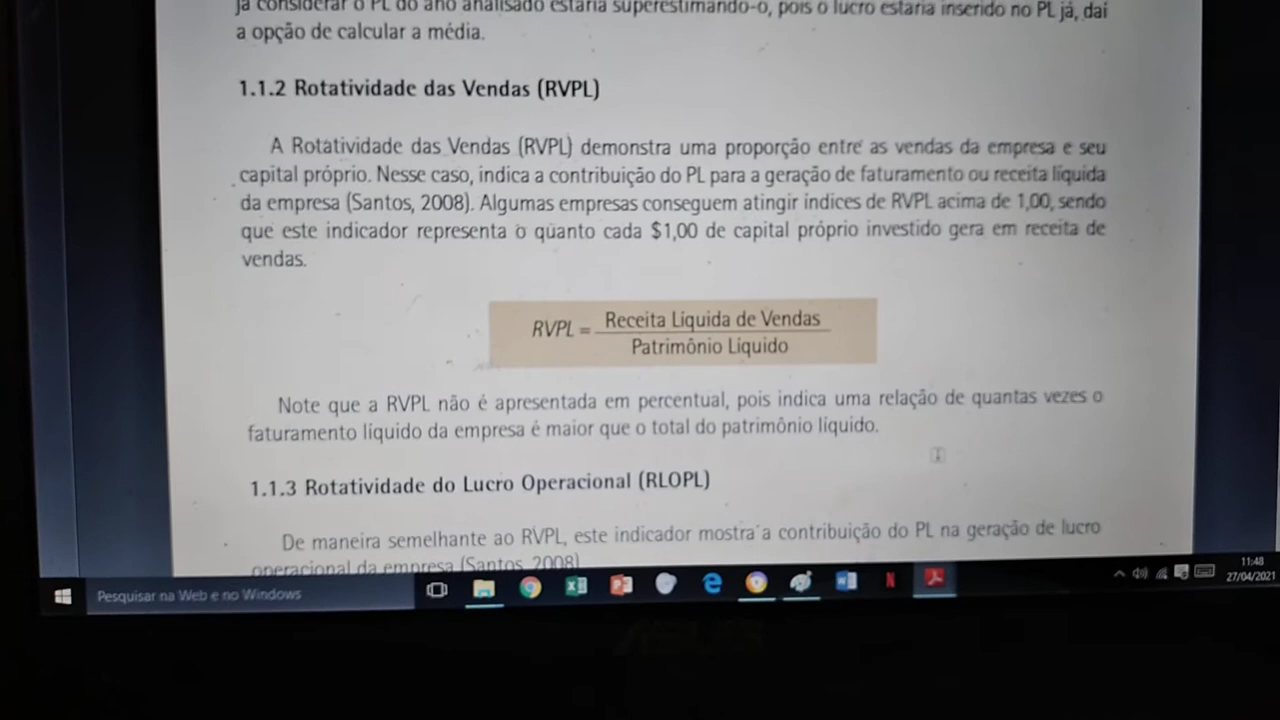 já considerar o PL do ano analisado estaria superestimando-o, pois o lucro estaria inserido no PL já, daí
a opção de calcular a média.
1.1.2 Rotatividade das Vendas (RVPL)
A Rotatividade das Vendas (RVPL) demonstra uma proporção entre as vendas da empresa e seu
capital próprio. Nesse caso, indica a contribuição do PL para a geração de faturamento ou receita líquida
da empresa (Santos, 2008). Algumas empresas conseguem atingir índices de RVPL acima de 1,00, sendo
que este indicador representa o quanto cada $1,00 de capital próprio investido gera em receita de
vendas.
RVPL = Receita Líquida de Vendas
Patrimônio Líquido
Note que a RVPL não é apresentada em percentual, pois indica uma relação de quantas vezes o
faturamento líquido da empresa é maior que o total do patrimônio líquido.
1.1.3 Rotatividade do Lucro Operacional (RLOPL)
De maneira semelhante ao RVPL, este indicador mostra a contribuição do PL na geração de lucro
operacional da empresa (Santos, 2008)
Pesquisar na Web e no Windows
11:48
27/04/2021